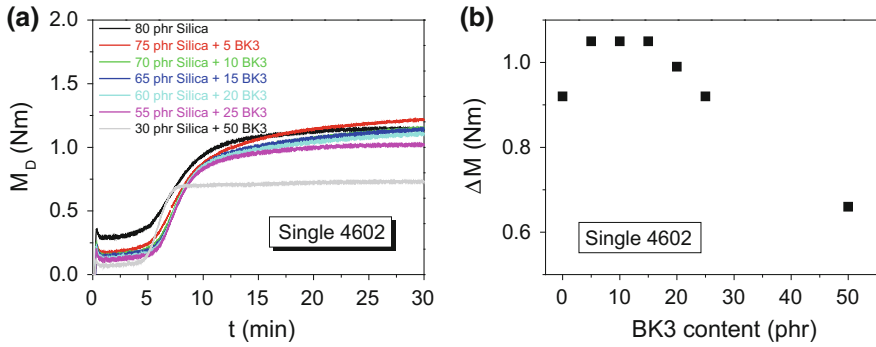 (a)
2.0
1.5
1.0
0.5
0.0
M_D (Nm)
80 phr Silica
75 phr Silica + 5 BK3
70 phr Silica + 10 BK3
65 phr Silica + 15 BK3
60 phr Silica + 20 BK3
55 phr Silica + 25 BK3
30 phr Silica + 50 BK3
Single 4602
0 5 10 15 20 25 30
t (min)
(b)
1.0
0.8
0.6
ΔM (Nm)
Single 4602
0 10 20 30 40 50
BK3 content (phr)